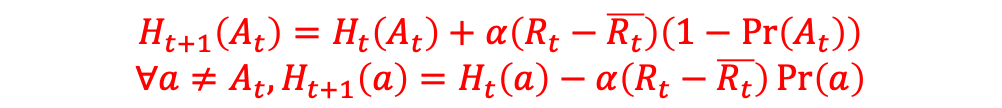 H_{t+1}(A_t) = H_t(A_t) + α(R_t − \overline{R_t})(1 − Pr(A_t))
∀a ≠ A_t, H_{t+1}(a) = H_t(a) − α(R_t − \overline{R_t}) Pr(a)